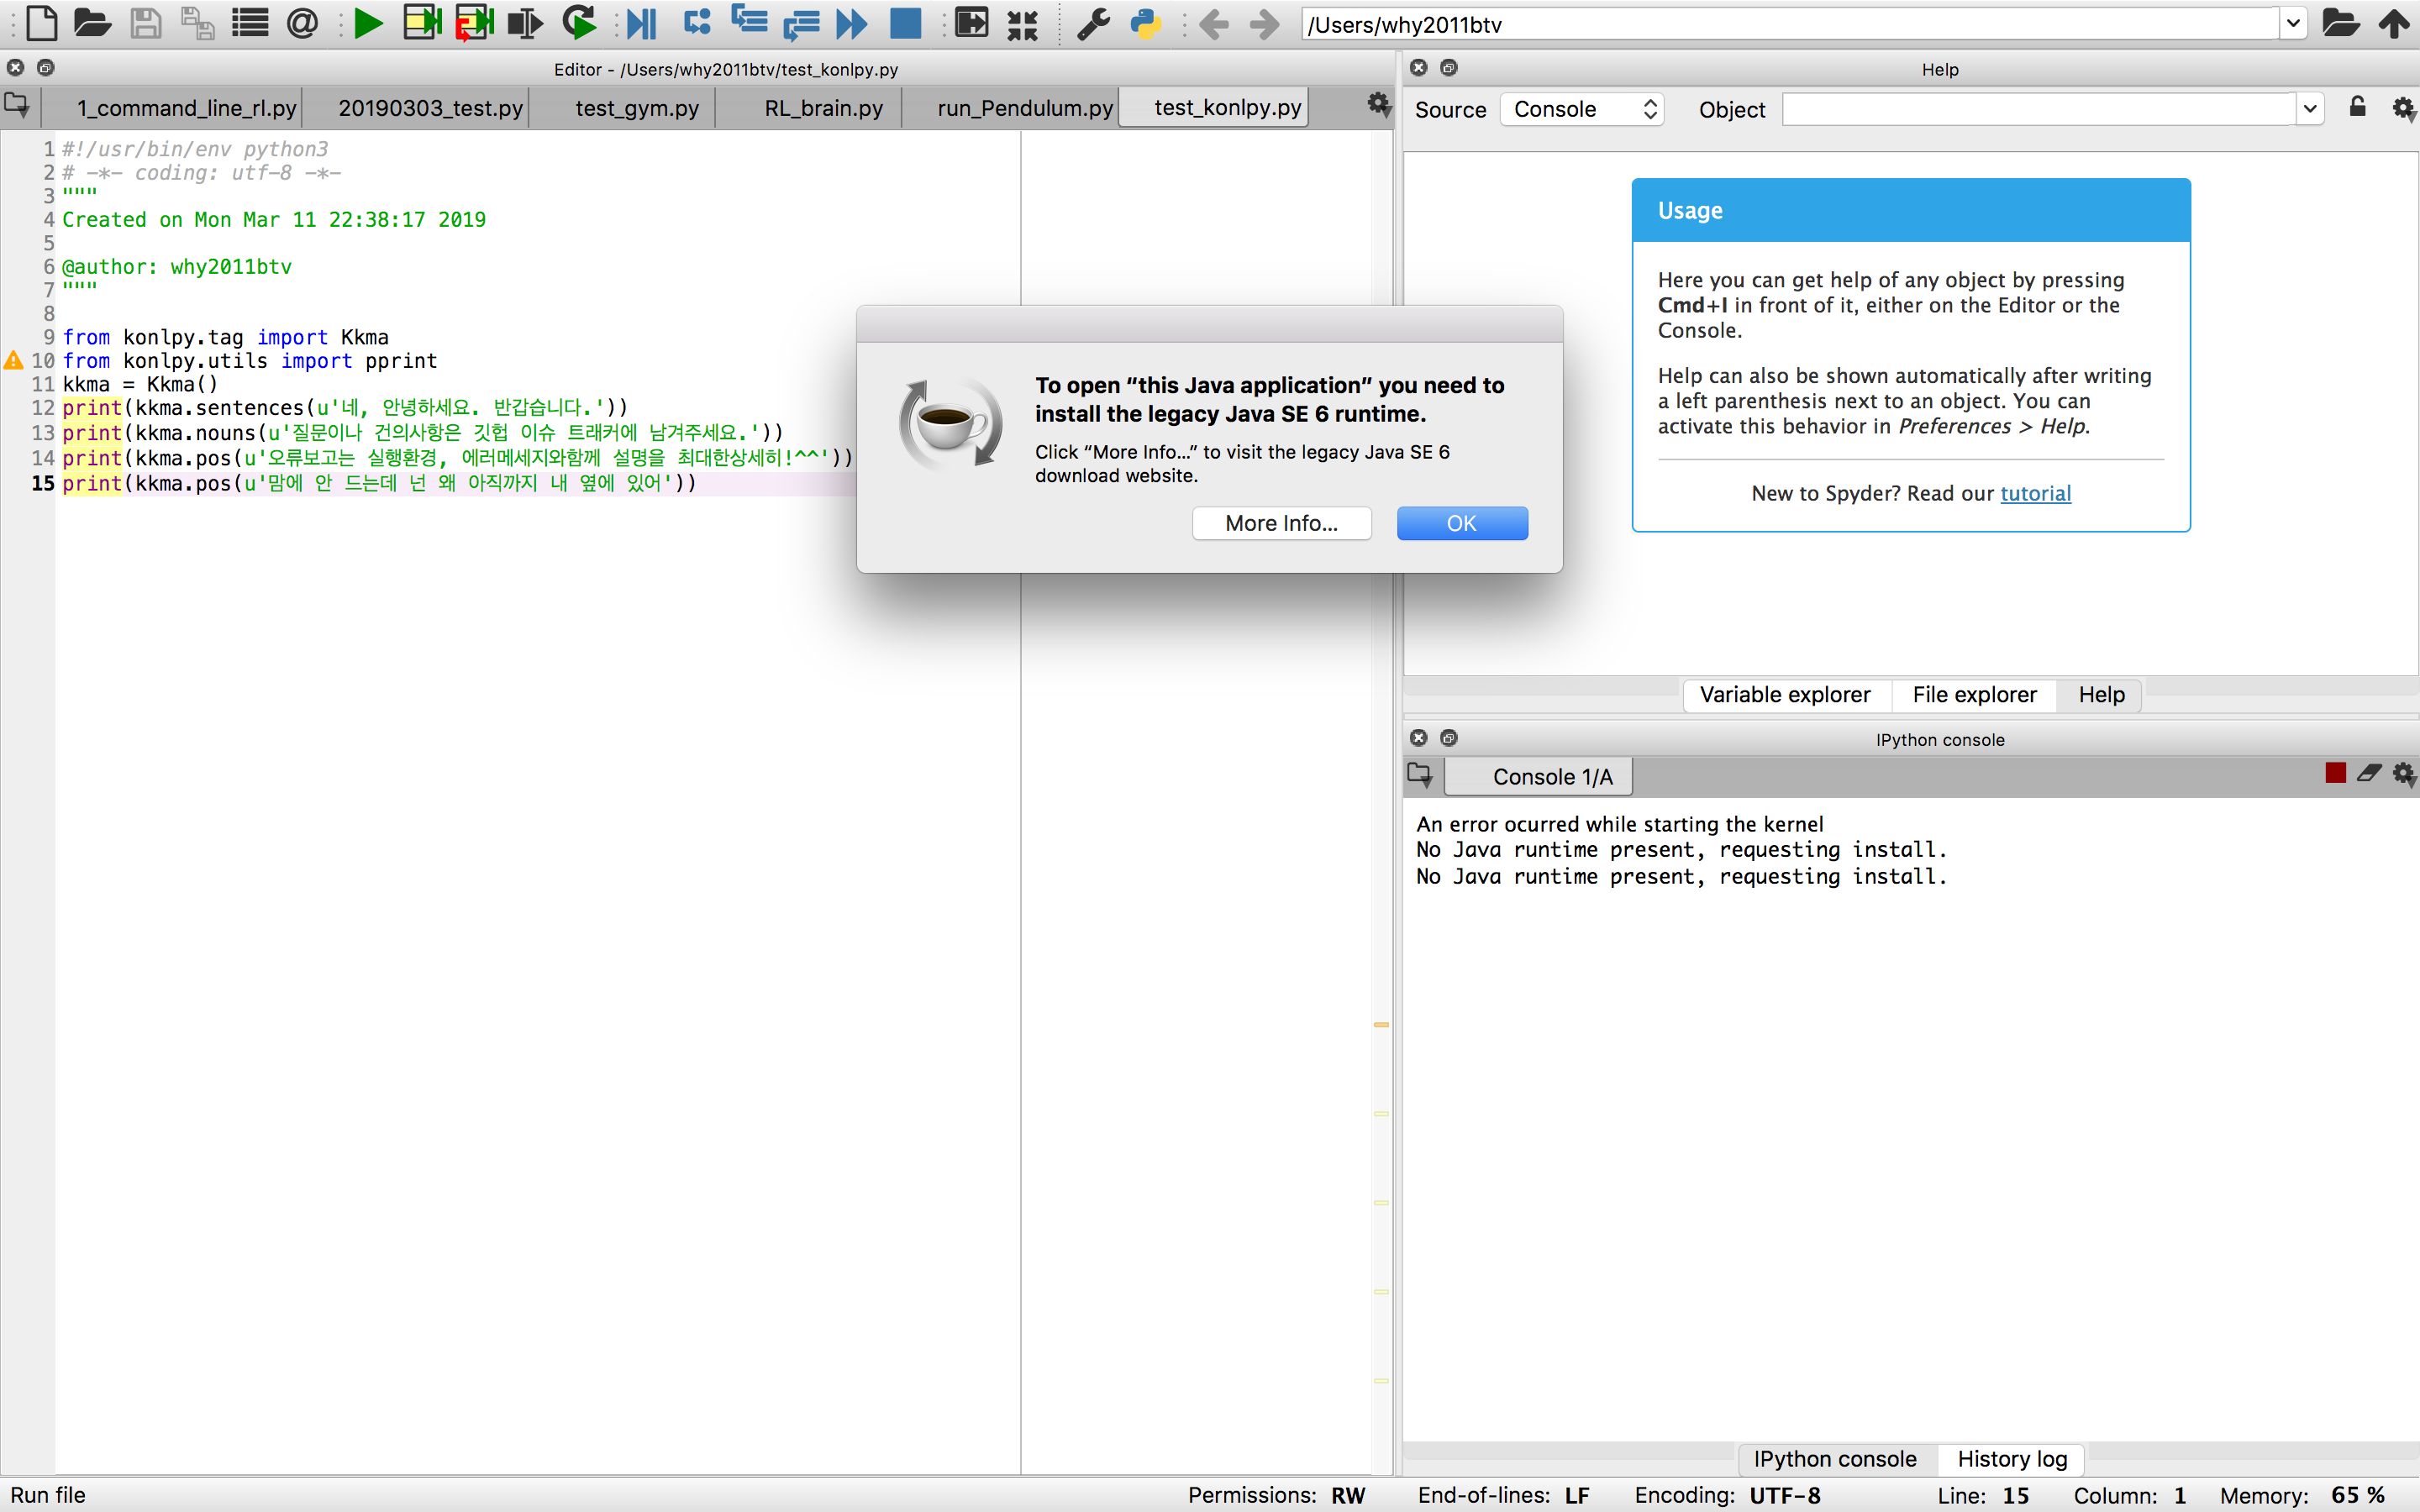 /Users/why2011btv
Editor - /Users/why2011btv/test_konlpy.py
1_command_line_rl.py
20190303_test.py
test_gym.py
RL_brain.py
run_Pendulum.py
test_konlpy.py
1 #!/usr/bin/env python3
2 # -*- coding: utf-8 -*-
3 """
4 Created on Mon Mar 11 22:38:17 2019
5
6 @author: why2011btv
7 """
8
9 from konlpy.tag import Kkma
10 from konlpy.utils import pprint
11 kkma = Kkma()
12 print(kkma.sentences(u'네, 안녕하세요. 반갑습니다.'))
13 print(kkma.nouns(u'질문이나 건의사항은 깃헙 이슈 트래커에 남겨주세요.'))
14 print(kkma.pos(u'오류보고는 실행환경, 에러메세지와함께 설명을 최대한상세히!^^'))
15 print(kkma.pos(u'맘에 안 드는데 넌 왜 아직까지 내 옆에 있어'))
To open “this Java application” you need to
install the legacy Java SE 6 runtime.
Click “More Info...” to visit the legacy Java SE 6
download website.
More Info...
OK
Help
Source
Console
Object
Usage
Here you can get help of any object by pressing
Cmd+I in front of it, either on the Editor or the
Console.
Help can also be shown automatically after writing
a left parenthesis next to an object. You can
activate this behavior in Preferences > Help.
New to Spyder? Read our tutorial
Variable explorer
File explorer
Help
IPython console
Console 1/A
An error ocurred while starting the kernel
No Java runtime present, requesting install.
No Java runtime present, requesting install.
IPython console
History log
Run file
Permissions: RW
End-of-lines: LF
Encoding: UTF-8
Line: 15
Column: 1
Memory: 65 %